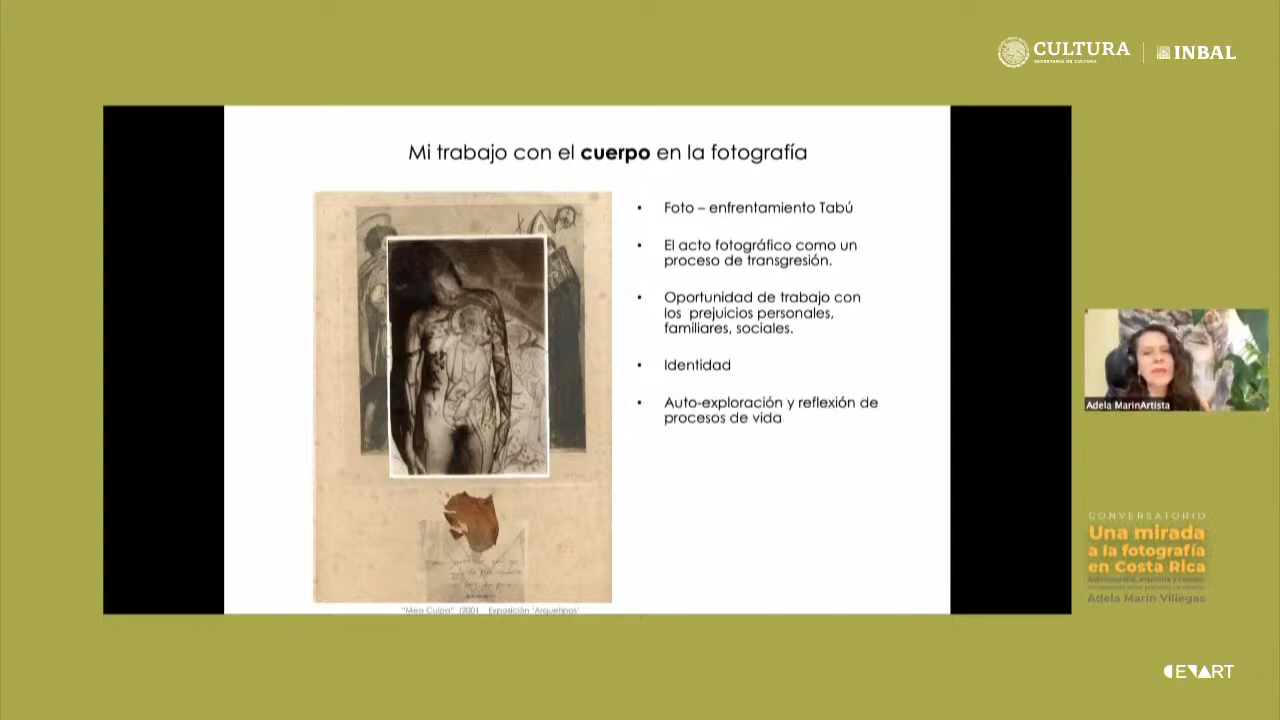 CULTURA
SECRETARÍA DE CULTURA
INBAL
Mi trabajo con el cuerpo en la fotografía
• Foto – enfrentamiento Tabú
• El acto fotográfico como un
proceso de transgresión.
• Oportunidad de trabajo con
los prejuicios personales,
familiares, sociales.
• Identidad
• Auto-exploración y reflexión de
procesos de vida
"Mea Culpa" (2001 Exposición 'Arquetipos'
Adela MarinArtista
CONVERSATORIO
Una mirada
a la fotografía
en Costa Rica
Adela Marín Villegas
CENART